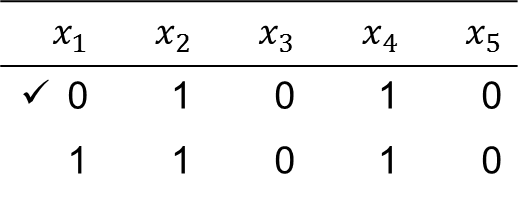 x₁ x₂ x₃ x₄ x₅
✓ 0 1 0 1 0
1 1 0 1 0